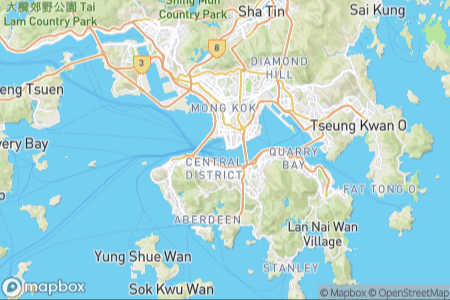 大欖郊野公園 Tai
Lam Country Park
Shing Mun
Country Park
Sha Tin
Sai Kung
8
3
DIAMOND
HILL
eng Tsuen
MONG KOK
Tseung Kwan O
very Bay
CENTRAL
DISTRICT
QUARRY
BAY
FAT TONG O
ABERDEEN
Lan Nai Wan
Village
Yung Shue Wan
STANLEY
Sok Kwu Wan
mapbox
© Mapbox © OpenStreetMap